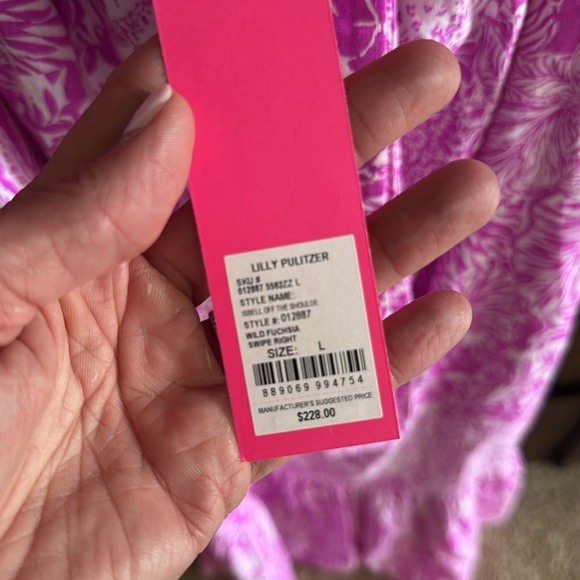 LILLY PULITZER
SKU #
012887 5582ZZ L
STYLE NAME:
ISBELL OFF THE SHOULDE
STYLE #: 012887
WILD FUCHSIA
SWIPE RIGHT
SIZE: L
889069 994754
MANUFACTURER'S SUGGESTED PRICE
$228.00